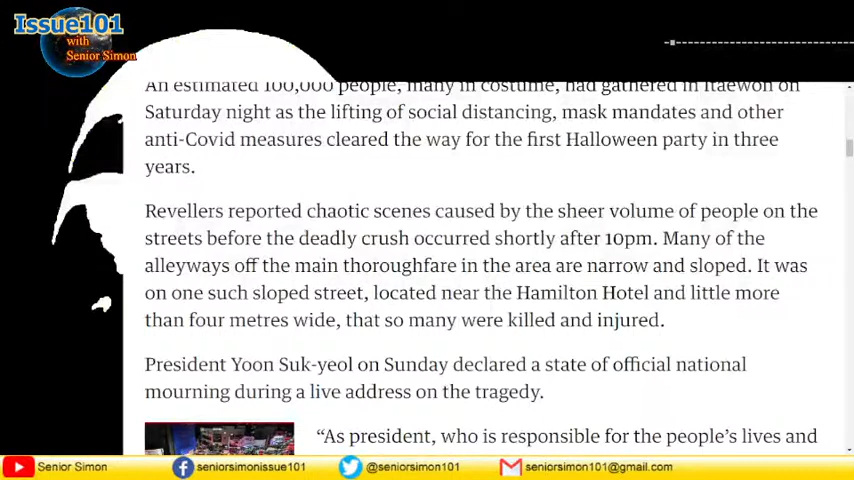 Issue101
with
Senior Simon
An estimated 100,000 people, many in costume, had gathered in Itaewon on
Saturday night as the lifting of social distancing, mask mandates and other
anti-Covid measures cleared the way for the first Halloween party in three
years.
Revellers reported chaotic scenes caused by the sheer volume of people on the
streets before the deadly crush occurred shortly after 10pm. Many of the
alleyways off the main thoroughfare in the area are narrow and sloped. It was
on one such sloped street, located near the Hamilton Hotel and little more
than four metres wide, that so many were killed and injured.
President Yoon Suk-yeol on Sunday declared a state of official national
mourning during a live address on the tragedy.
“As president, who is responsible for the people’s lives and
Senior Simon
seniorsimonissue101
@seniorsimon101
seniorsimon101@gmail.com